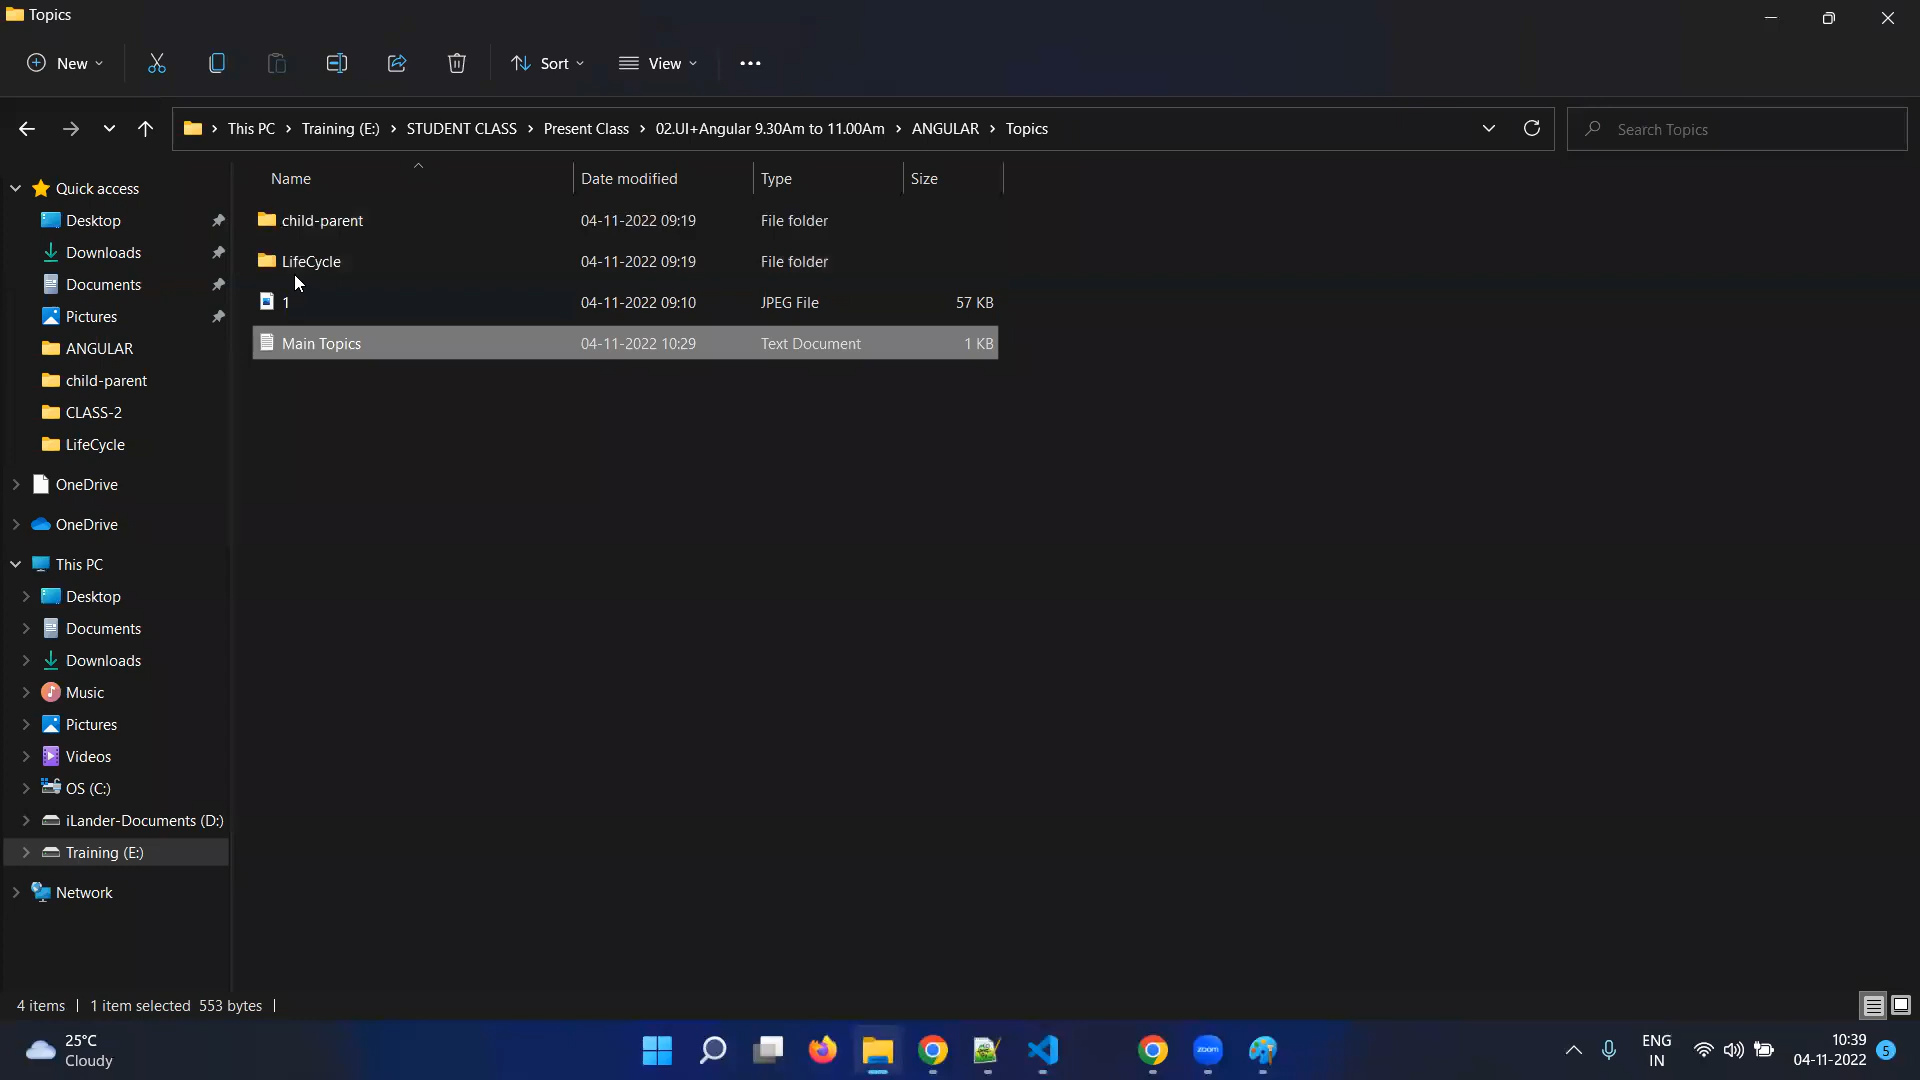 Topics
New
Sort
View
This PC
Training (E:)
STUDENT CLASS
Present Class
02.UI+Angular 9.30Am to 11.00Am
ANGULAR
Topics
Search Topics
Name
Date modified
Type
Size
child-parent 04-11-2022 09:19 File folder
LifeCycle 04-11-2022 09:19 File folder
1 04-11-2022 09:10 JPEG File 57 KB
Main Topics 04-11-2022 10:29 Text Document 1 KB
Quick access
Desktop
Downloads
Documents
Pictures
ANGULAR
child-parent
CLASS-2
LifeCycle
OneDrive
OneDrive
This PC
Desktop
Documents
Downloads
Music
Pictures
Videos
OS (C:)
iLander-Documents (D:)
Training (E:)
Network
4 items
1 item selected 553 bytes
25°C
Cloudy
zoom
ENG
IN
10:39
04-11-2022
5